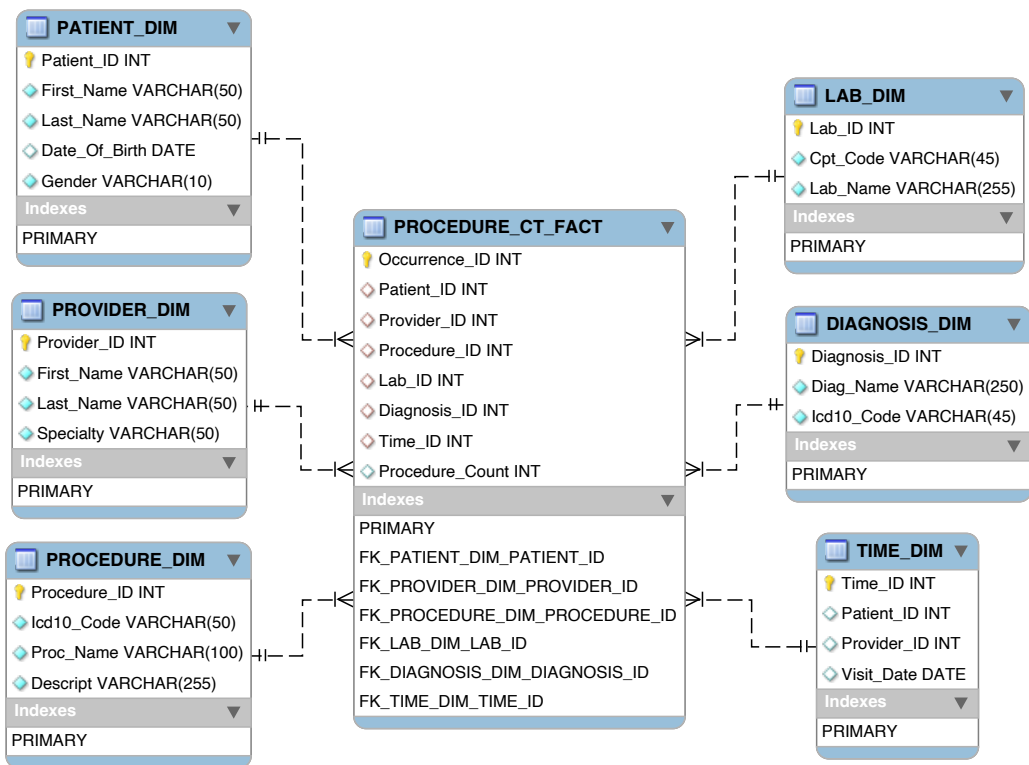 PATIENT_DIM
Patient_ID INT
First_Name VARCHAR(50)
Last_Name VARCHAR(50)
Date_Of_Birth DATE
Gender VARCHAR(10)
Indexes
PRIMARY
PROVIDER_DIM
Provider_ID INT
First_Name VARCHAR(50)
Last_Name VARCHAR(50)
Specialty VARCHAR(50)
Indexes
PRIMARY
PROCEDURE_DIM
Procedure_ID INT
Icd10_Code VARCHAR(50)
Proc_Name VARCHAR(100)
Descript VARCHAR(255)
Indexes
PRIMARY
PROCEDURE_CT_FACT
Occurrence_ID INT
Patient_ID INT
Provider_ID INT
Procedure_ID INT
Lab_ID INT
Diagnosis_ID INT
Time_ID INT
Procedure_Count INT
Indexes
PRIMARY
FK_PATIENT_DIM_PATIENT_ID
FK_PROVIDER_DIM_PROVIDER_ID
FK_PROCEDURE_DIM_PROCEDURE_ID
FK_LAB_DIM_LAB_ID
FK_DIAGNOSIS_DIM_DIAGNOSIS_ID
FK_TIME_DIM_TIME_ID
LAB_DIM
Lab_ID INT
Cpt_Code VARCHAR(45)
Lab_Name VARCHAR(255)
Indexes
PRIMARY
DIAGNOSIS_DIM
Diagnosis_ID INT
Diag_Name VARCHAR(250)
Icd10_Code VARCHAR(45)
Indexes
PRIMARY
TIME_DIM
Time_ID INT
Patient_ID INT
Provider_ID INT
Visit_Date DATE
Indexes
PRIMARY